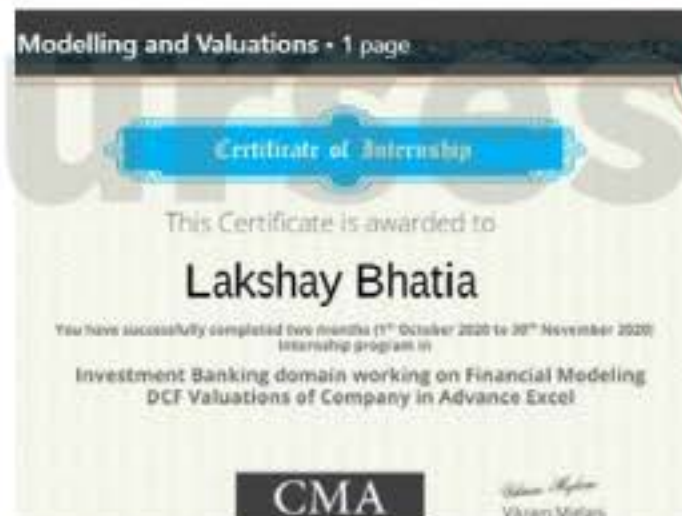 Modelling and Valuations • 1 page
urses
Certificate of Internship
This Certificate is awarded to
Lakshay Bhatia
You have successfully completed two months (1st October 2020 to 30th November 2020)
Internship program in
Investment Banking domain working on Financial Modeling
DCF Valuations of Company in Advance Excel
CMA